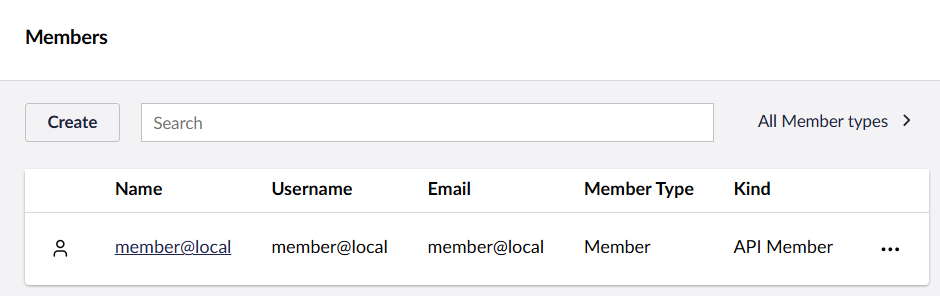 Members
Create Search All Member types
Name Username Email Member Type Kind
member@local member@local member@local Member API Member